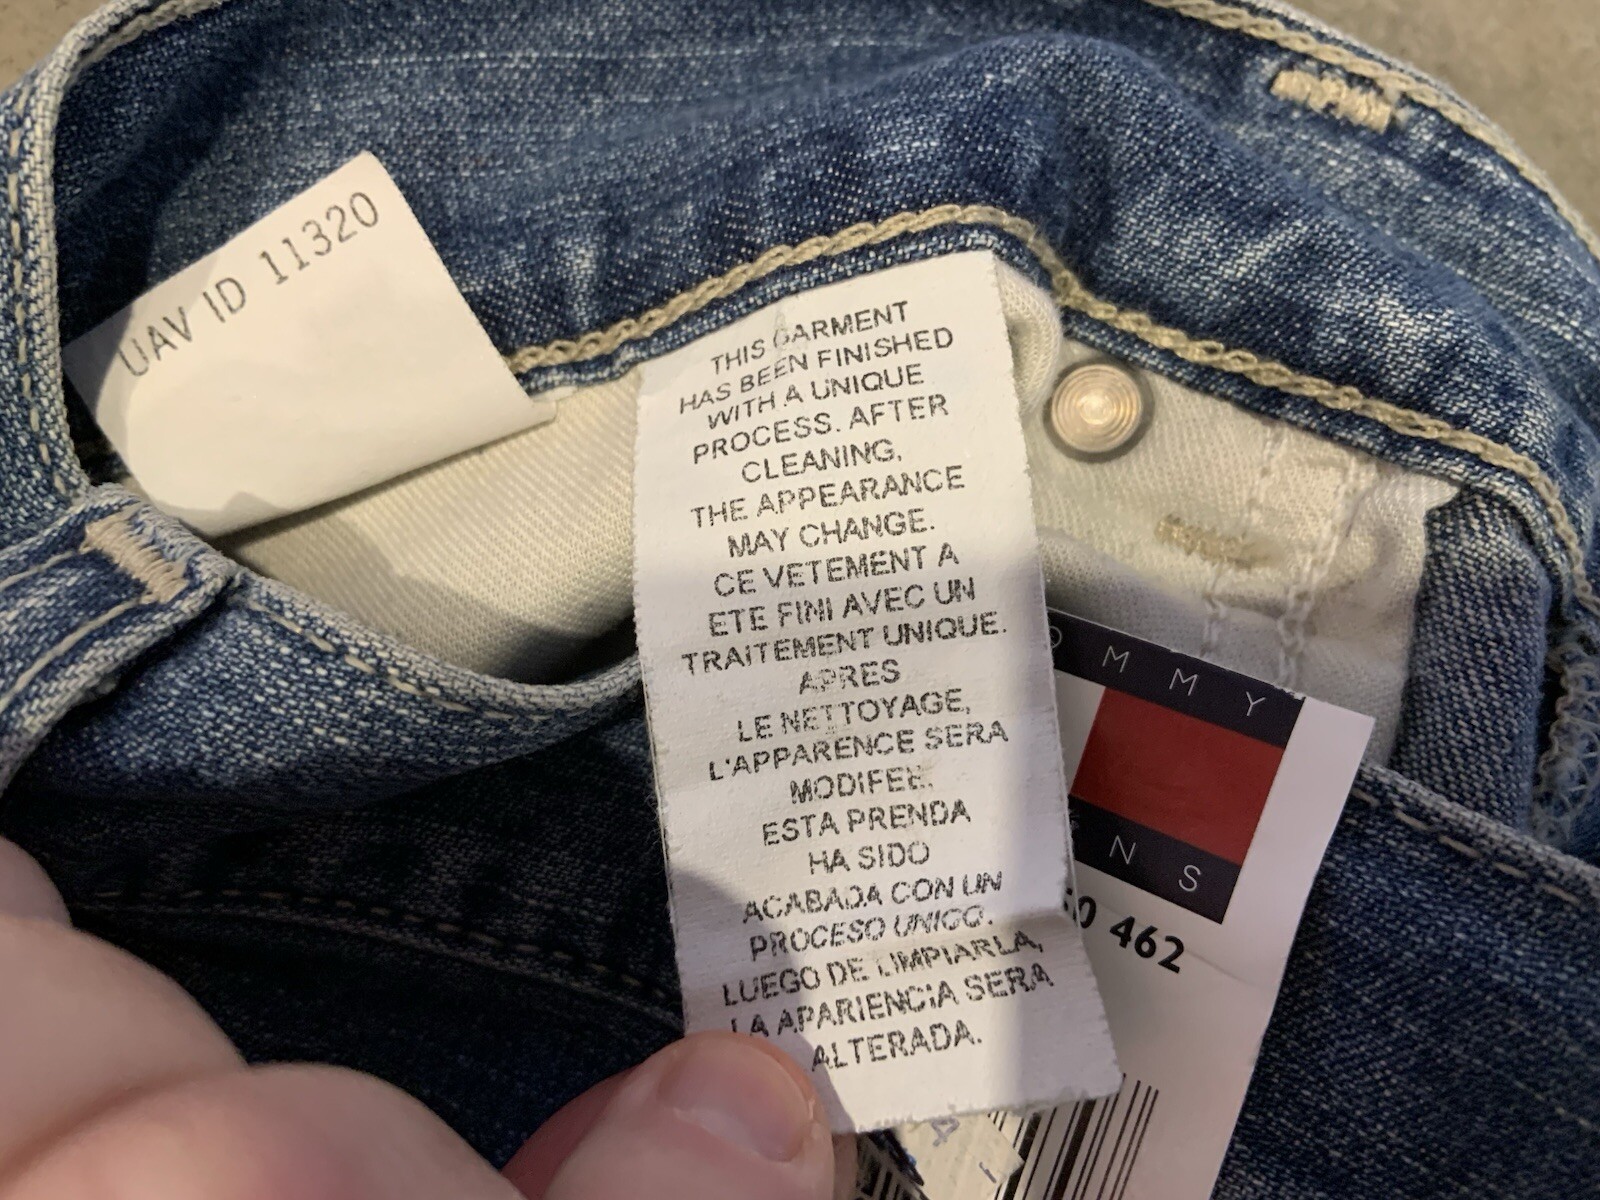 UAV ID 11320
THIS GARMENT
HAS BEEN FINISHED
WITH A UNIQUE
PROCESS. AFTER
CLEANING,
THE APPEARANCE
MAY CHANGE.
CE VETEMENT A
ETE FINI AVEC UN
TRAITEMENT UNIQUE.
APRES
LE NETTOYAGE,
L'APPARENCE SERA
MODIFEE.
ESTA PRENDA
HA SIDO
ACABADA CON UN
PROCESO UNICO.
LUEGO DE LIMPIARLA,
LA APARIENCIA SERA
ALTERADA.
OMMY
NS
0 462